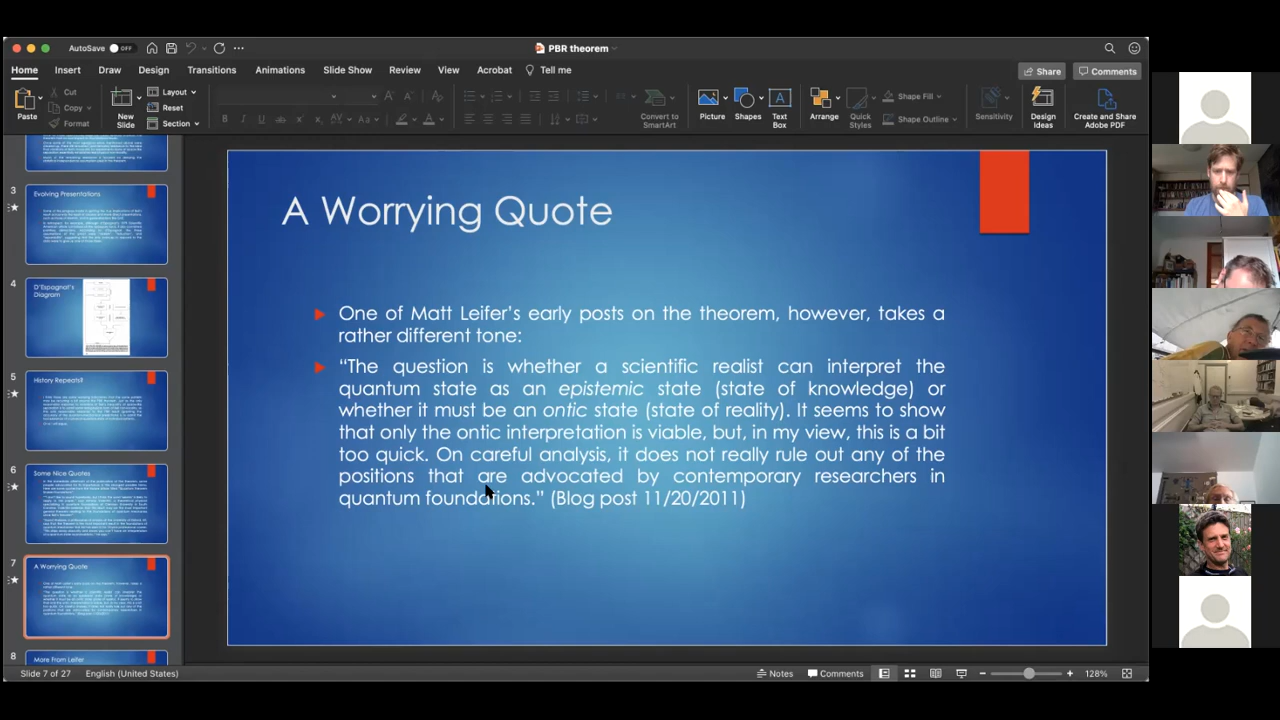 AutoSave OFF
PBR theorem
Home Insert Draw Design Transitions Animations Slide Show Review View Acrobat Tell me
Share Comments
Paste
Cut
Copy
Format
New Slide
Layout
Reset
Section
Convert to SmartArt
Picture
Shapes
Text Box
Arrange
Quick Styles
Shape Fill
Shape Outline
Sensitivity
Design Ideas
Create and Share Adobe PDF
3
Evolving Presentations
4
D'Espagnat's
Diagram
5
History Repeats?
6
Some Nice Quotes
7
A Worrying Quote
8
More From Leifer
A Worrying Quote
One of Matt Leifer's early posts on the theorem, however, takes a
rather different tone:
"The question is whether a scientific realist can interpret the
quantum state as an epistemic state (state of knowledge) or
whether it must be an ontic state (state of reality). It seems to show
that only the ontic interpretation is viable, but, in my view, this is a bit
too quick. On careful analysis, it does not really rule out any of the
positions that are advocated by contemporary researchers in
quantum foundations." (Blog post 11/20/2011)
Slide 7 of 27 English (United States)
Notes Comments 128%